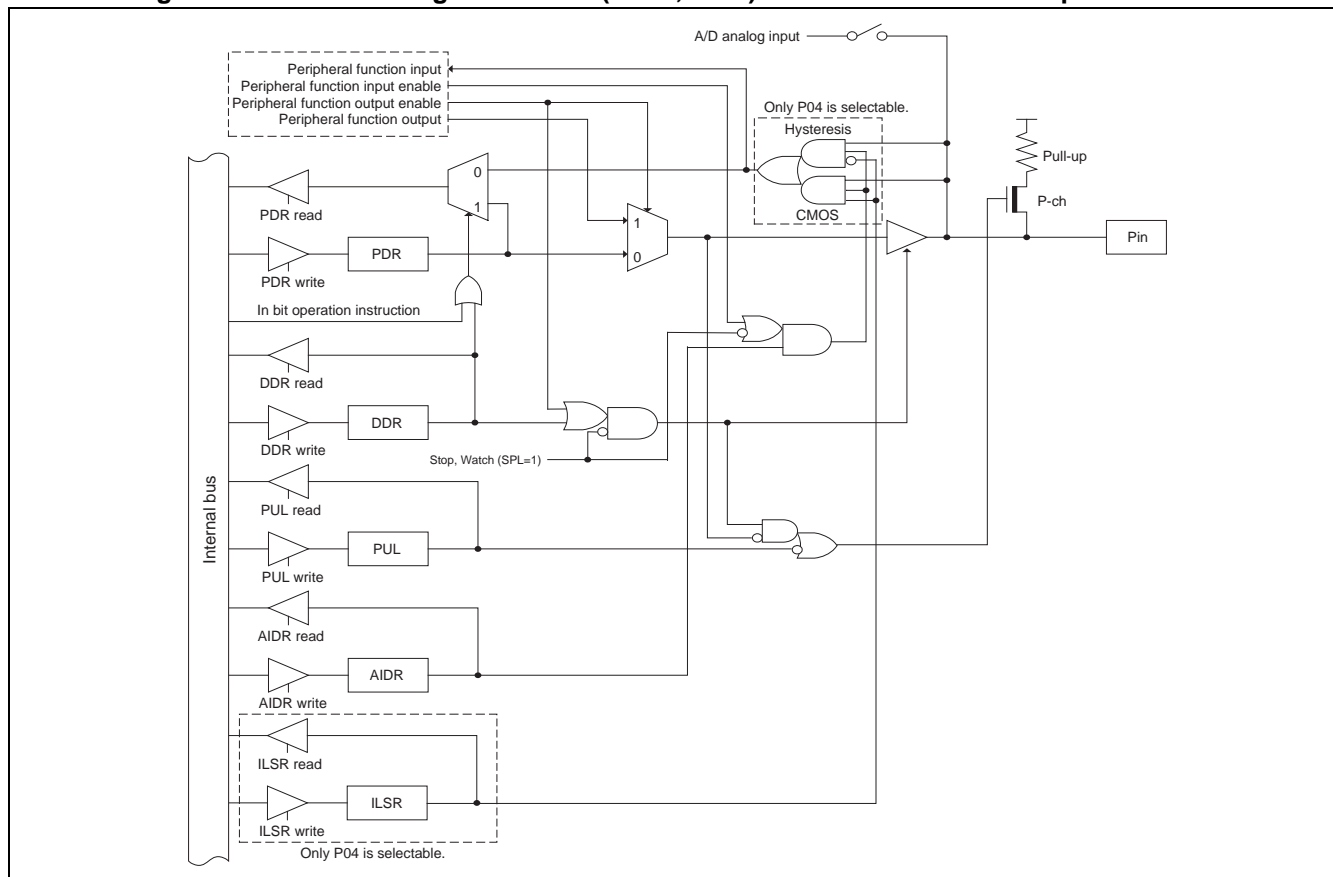 A/D analog input
Peripheral function input
Peripheral function input enable
Peripheral function output enable
Peripheral function output
Only P04 is selectable.
Hysteresis
CMOS
Pull-up
P-ch
Pin
0
1
PDR read
1
0
PDR
PDR write
In bit operation instruction
DDR read
DDR
DDR write
Stop, Watch (SPL=1)
Internal bus
PUL read
PUL
PUL write
AIDR read
AIDR
AIDR write
ILSR read
ILSR
ILSR write
Only P04 is selectable.